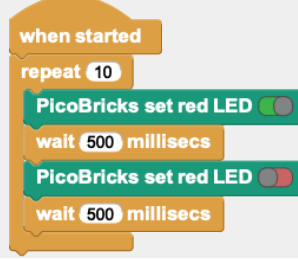 when started
repeat 10
PicoBricks set red LED
wait 500 millisecs
PicoBricks set red LED
wait 500 millisecs